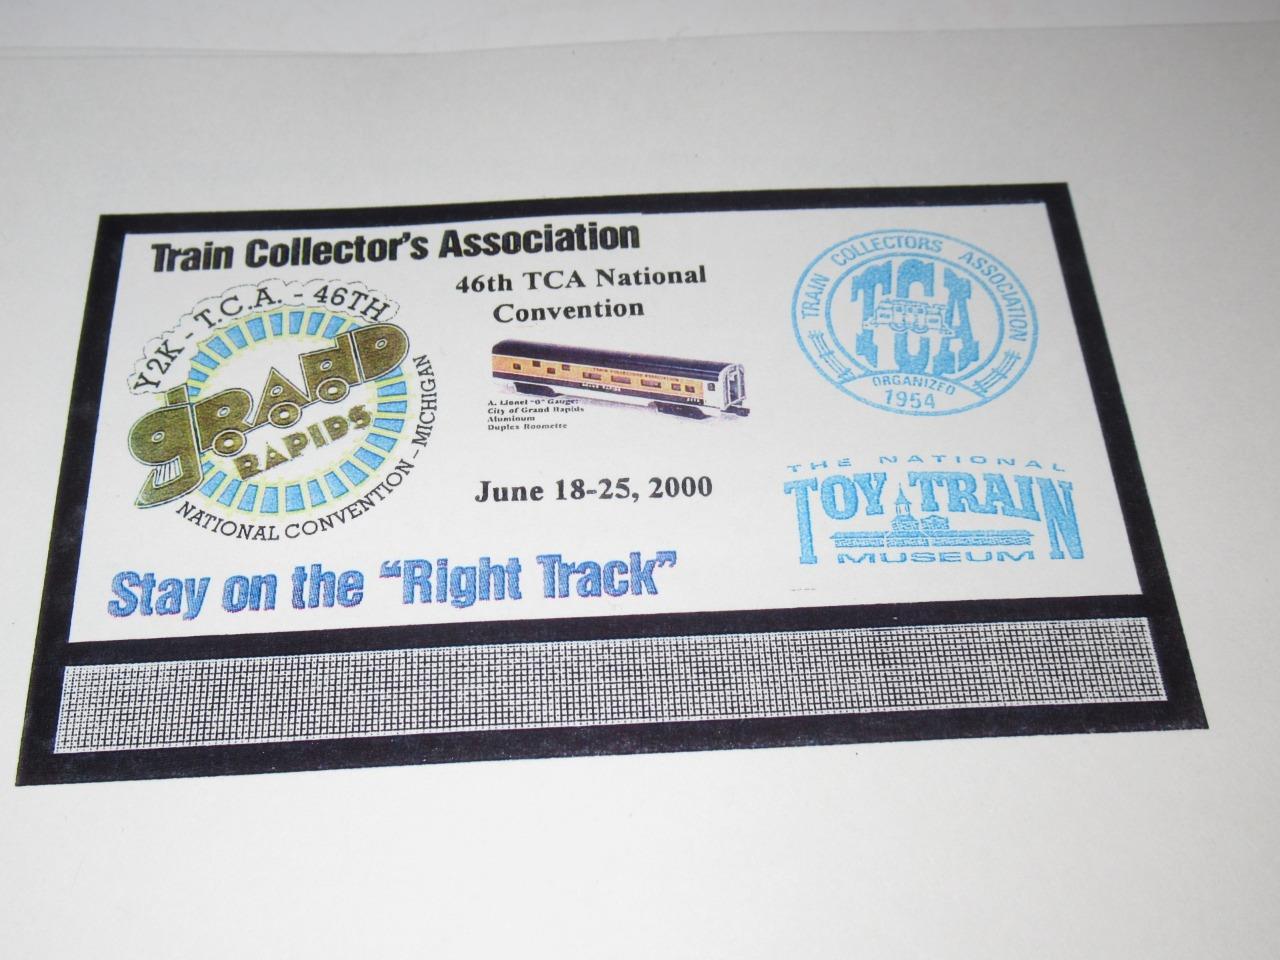 Train Collector's Association
Y2K - T.C.A. - 46TH
GRAND
RAPIDS
NATIONAL CONVENTION - MICHIGAN
46th TCA National
Convention
A. Lionel "O" Gauge:
City of Grand Rapids
Aluminum
Duplex Roomette
June 18-25, 2000
Stay on the "Right Track"
TRAIN COLLECTORS ASSOCIATION
TCA
ORGANIZED
1954
THE NATIONAL
TOY TRAIN
MUSEUM